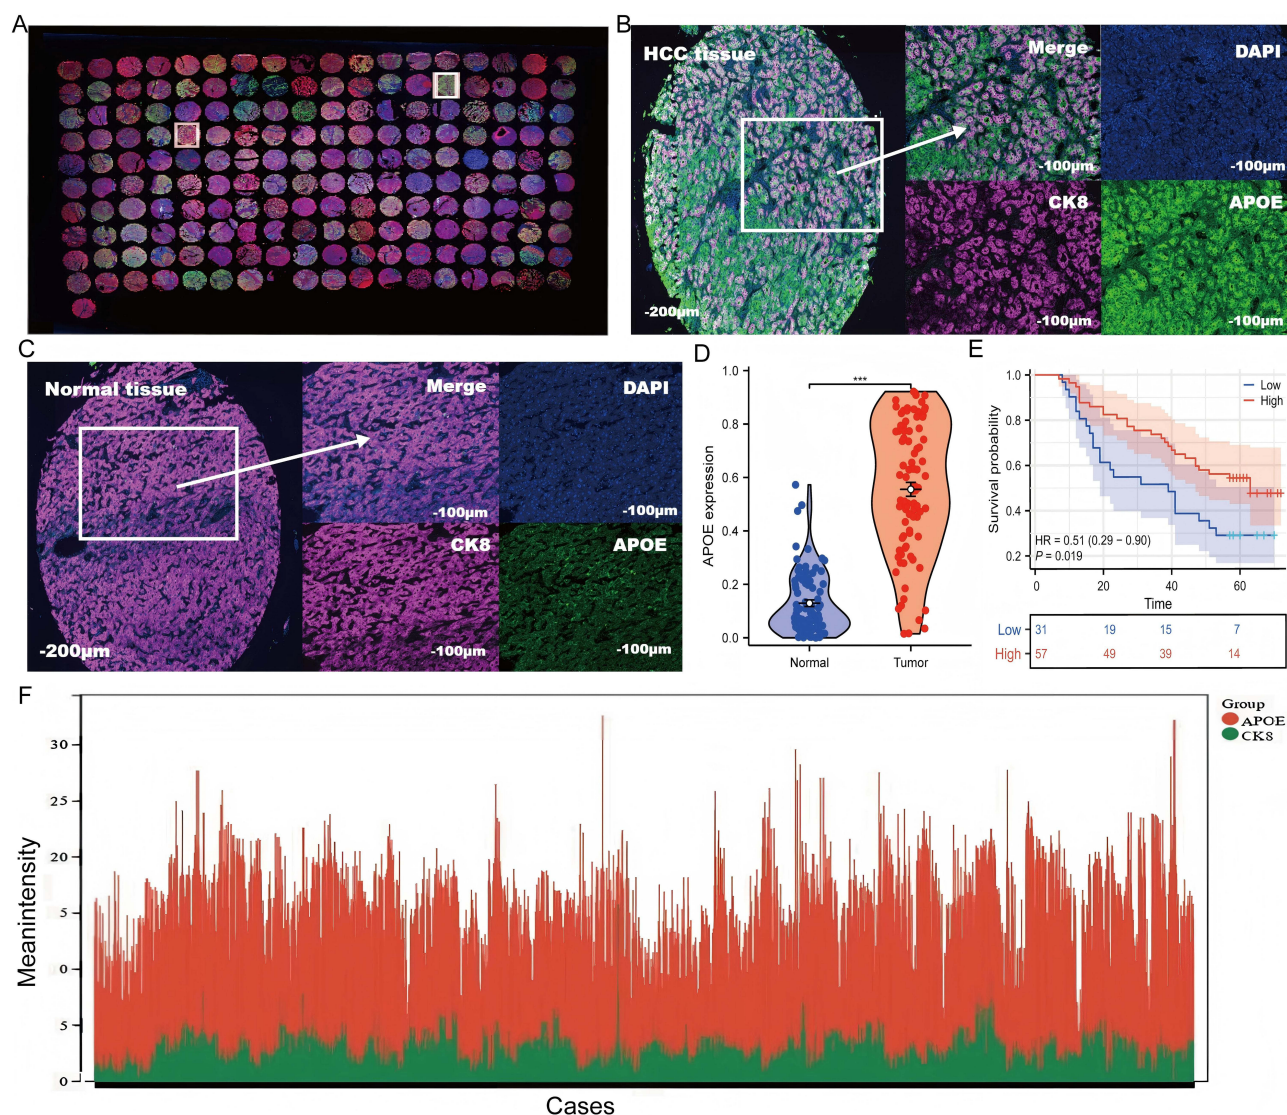 A
B
HCC tissue
Merge
DAPI
-100μm
-100μm
CK8
APOE
-200μm
-100μm
-100μm
C
Normal tissue
Merge
DAPI
-100μm
-100μm
CK8
APOE
-200μm
-100μm
-100μm
D
1.0
0.8
0.6
0.4
0.2
0.0
APOE expression
***
Normal
Tumor
E
1.0
0.8
0.6
0.4
0.2
Survival probability
Low
High
HR = 0.51 (0.29 − 0.90)
P = 0.019
0
20
40
60
Time
Low 31 19 15 7
High 57 49 39 14
F
Group
APOE
CK8
30
25
20
5
0
5
0
Meanintensity
Cases